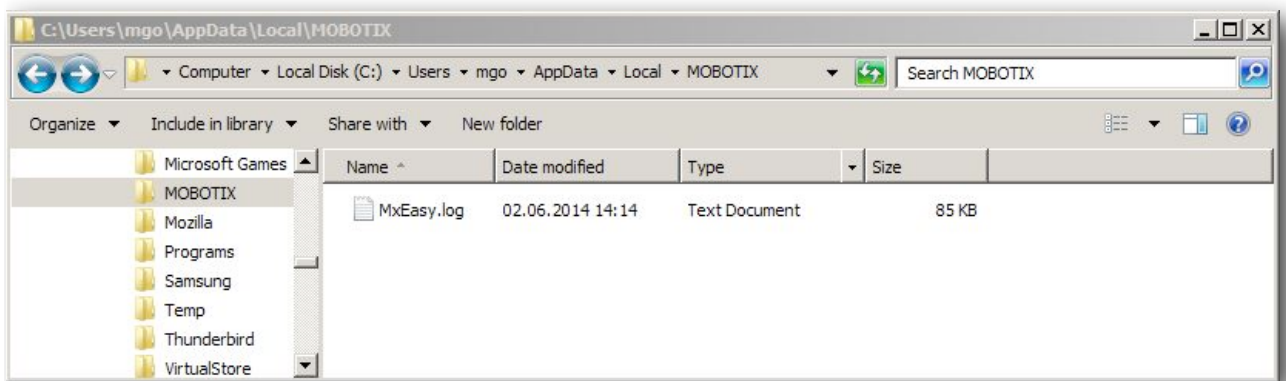 C:\Users\mgo\AppData\Local\MOBOTIX
Computer Local Disk (C:) Users mgo AppData Local MOBOTIX Search MOBOTIX
Organize Include in library Share with New folder
Microsoft Games Name Date modified Type Size
MOBOTIX
MxEasy.log 02.06.2014 14:14 Text Document 85 KB
Mozilla
Programs
Samsung
Temp
Thunderbird
VirtualStore